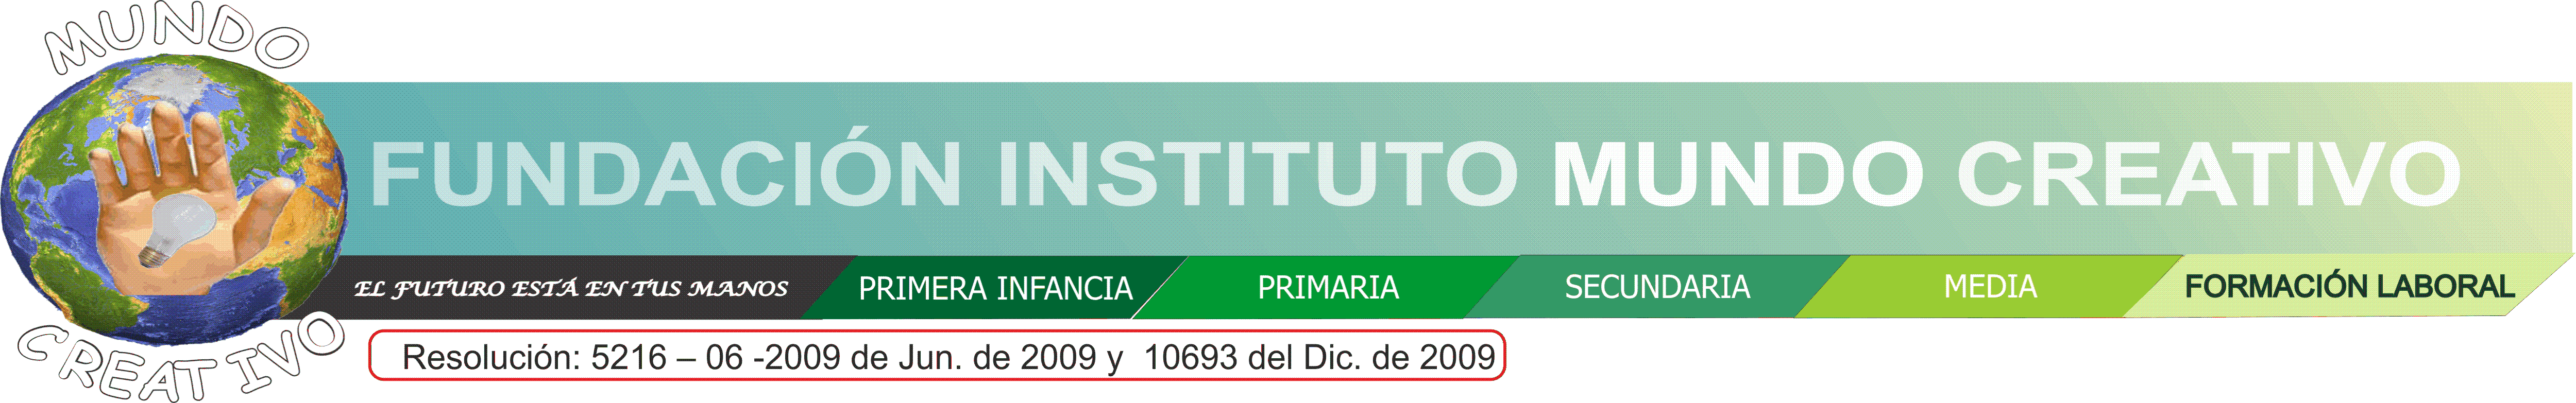 MUNDO
FUNDACIÓN INSTITUTO MUNDO CREATIVO
EL FUTURO ESTÁ EN TUS MANOS
PRIMERA INFANCIA
PRIMARIA
SECUNDARIA
MEDIA
FORMACIÓN LABORAL
CREATIVO
Resolución: 5216 – 06 -2009 de Jun. de 2009 y  10693 del Dic. de 2009